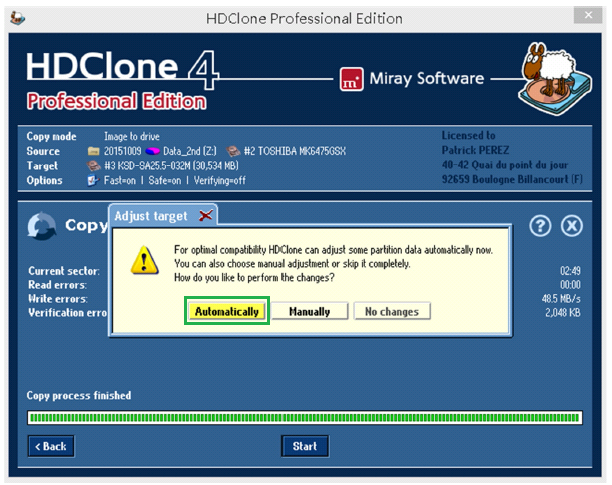 HDClone Professional Edition
HDClone 4
Professional Edition
m Miray Software
Copy mode Image to drive
Source 20151009 Data_2nd (Z:) #2 TOSHIBA MK6475GSX
Target #3 KSD-SA25.5-032M (30,534 MB)
Options Fast=on | Safe=on | Verifying=off
Licensed to
Patrick PEREZ
40-42 Quai du point du jour
92659 Boulogne Billancourt (F)
Copy
Adjust target
For optimal compatibility HDClone can adjust some partition data automatically now.
You can also choose manual adjustment or skip it completely.
How do you like to perform the changes?
Automatically Manually No changes
Current sector: 02:49
Read errors: 00:00
Write errors: 48.5 MB/s
Verification erro 2,048 KB
Copy process finished
< Back Start